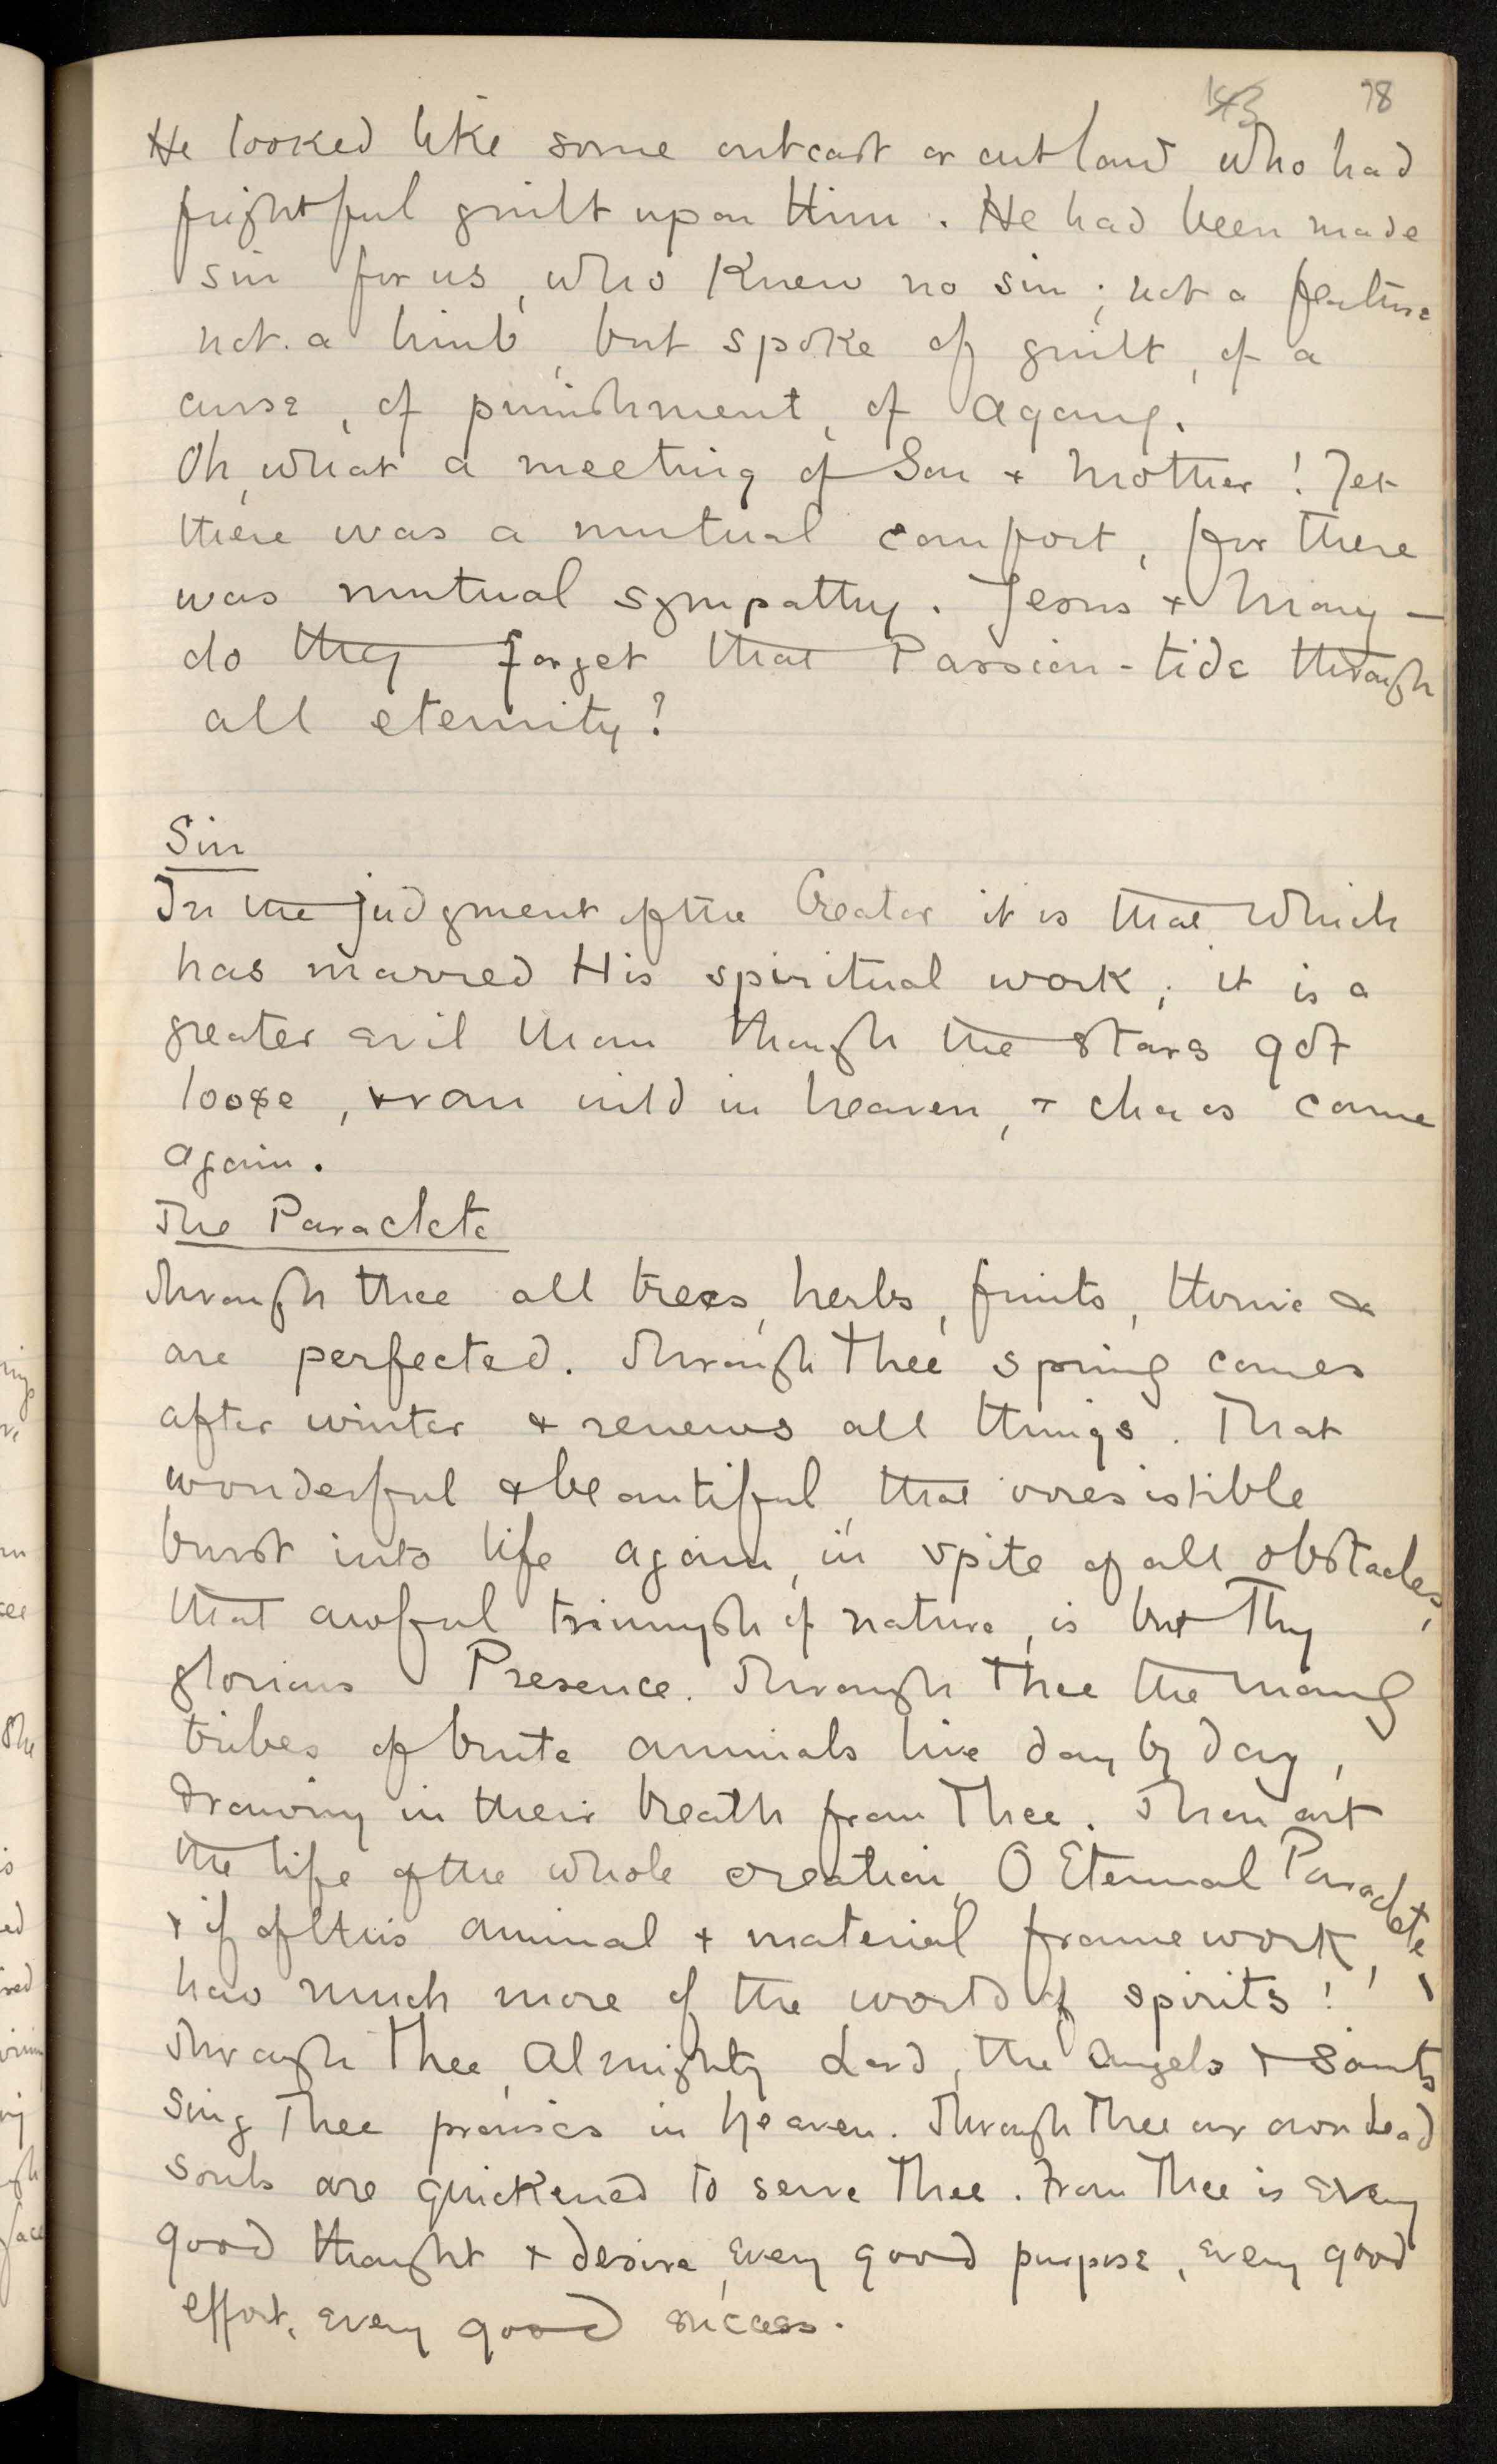 143 78
He looked like some outcast or outlaw who had
frightful guilt upon Him. He had been made
sin for us, who knew no sin; not a feature
not a limb, but spoke of guilt, of a
curse, of punishment, of agony.
Oh, what a meeting of Son & Mother! Yet
there was a mutual comfort, for there
was mutual sympathy. Jesus & Mary —
do they forget that Passion-tide through
all eternity?
Sin
In the judgment of the Creator it is that which
has marred His spiritual work; it is a
greater evil than though the stars got
loose, & ran wild in heaven, & chaos came
again.
The Paraclete
Through thee all trees, herbs, fruits, thrive &
are perfected. Through Thee spring comes
after winter & renews all things. That
wonderful & beautiful, that irresistible
burst into life again, in spite of all obstacles,
that awful triumph of nature, is but Thy
glorious Presence. Through Thee the many
tribes of brute animals live day by day,
drawing in their breath from Thee. Thou art
the life of the whole creation, O Eternal Paraclete,
& if of this animal & material framework,
how much more of the world of spirits!
Through Thee, Almighty Lord, the angels & saints
sing Thee praises in heaven. Through Thee our own dead
souls are quickened to serve Thee. From Thee is every
good thought & desire, every good purpose, every good
effort, every good success.